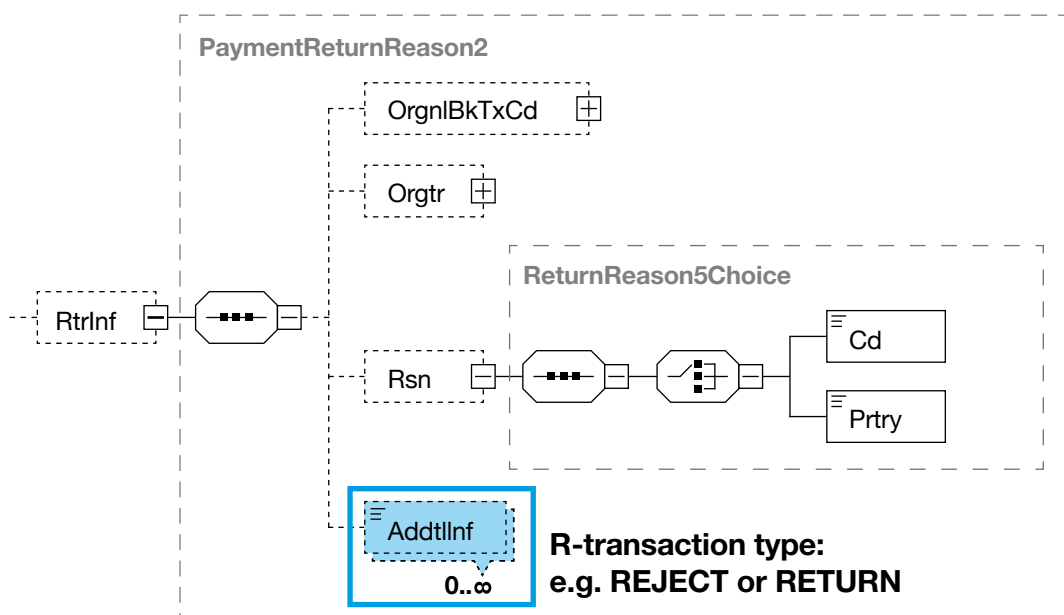 PaymentReturnReason2
OrgnlBkTxCd
Orgtr
ReturnReason5Choice
RtrInf
Cd
Rsn
Prtry
AddtlInf
0..∞
R-transaction type:
e.g. REJECT or RETURN